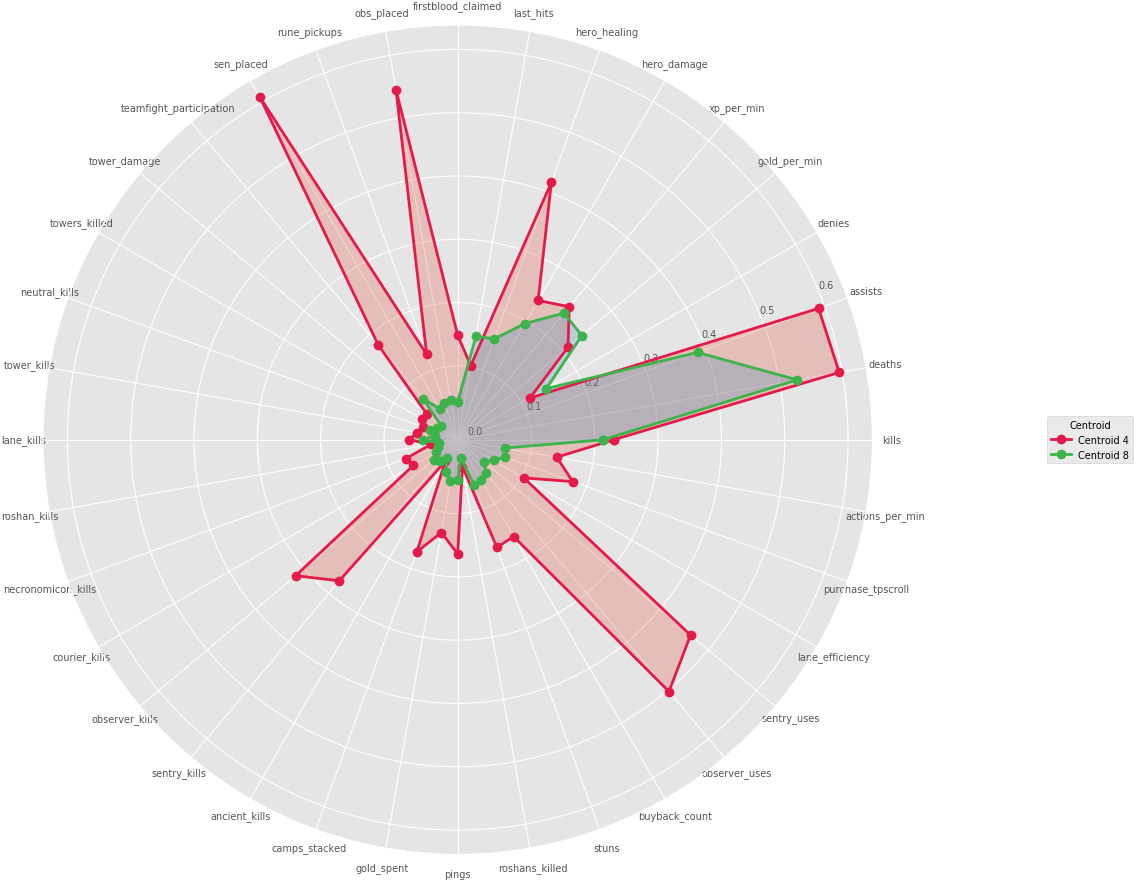 firstblood_claimed
obs_placed
last_hits
rune_pickups
hero_healing
sen_placed
hero_damage
teamfight_participation
xp_per_min
tower_damage
gold_per_min
towers_killed
denies
neutral_kills
assists
tower_kills
deaths
lane_kills
kills
roshan_kills
actions_per_min
necronomicon_kills
purchase_tpscroll
courier_kills
lane_efficiency
observer_kills
sentry_uses
sentry_kills
observer_uses
ancient_kills
buyback_count
camps_stacked
stuns
gold_spent
roshans_killed
pings
0.0
0.1
0.2
0.3
0.4
0.5
0.6
Centroid
Centroid 4
Centroid 8